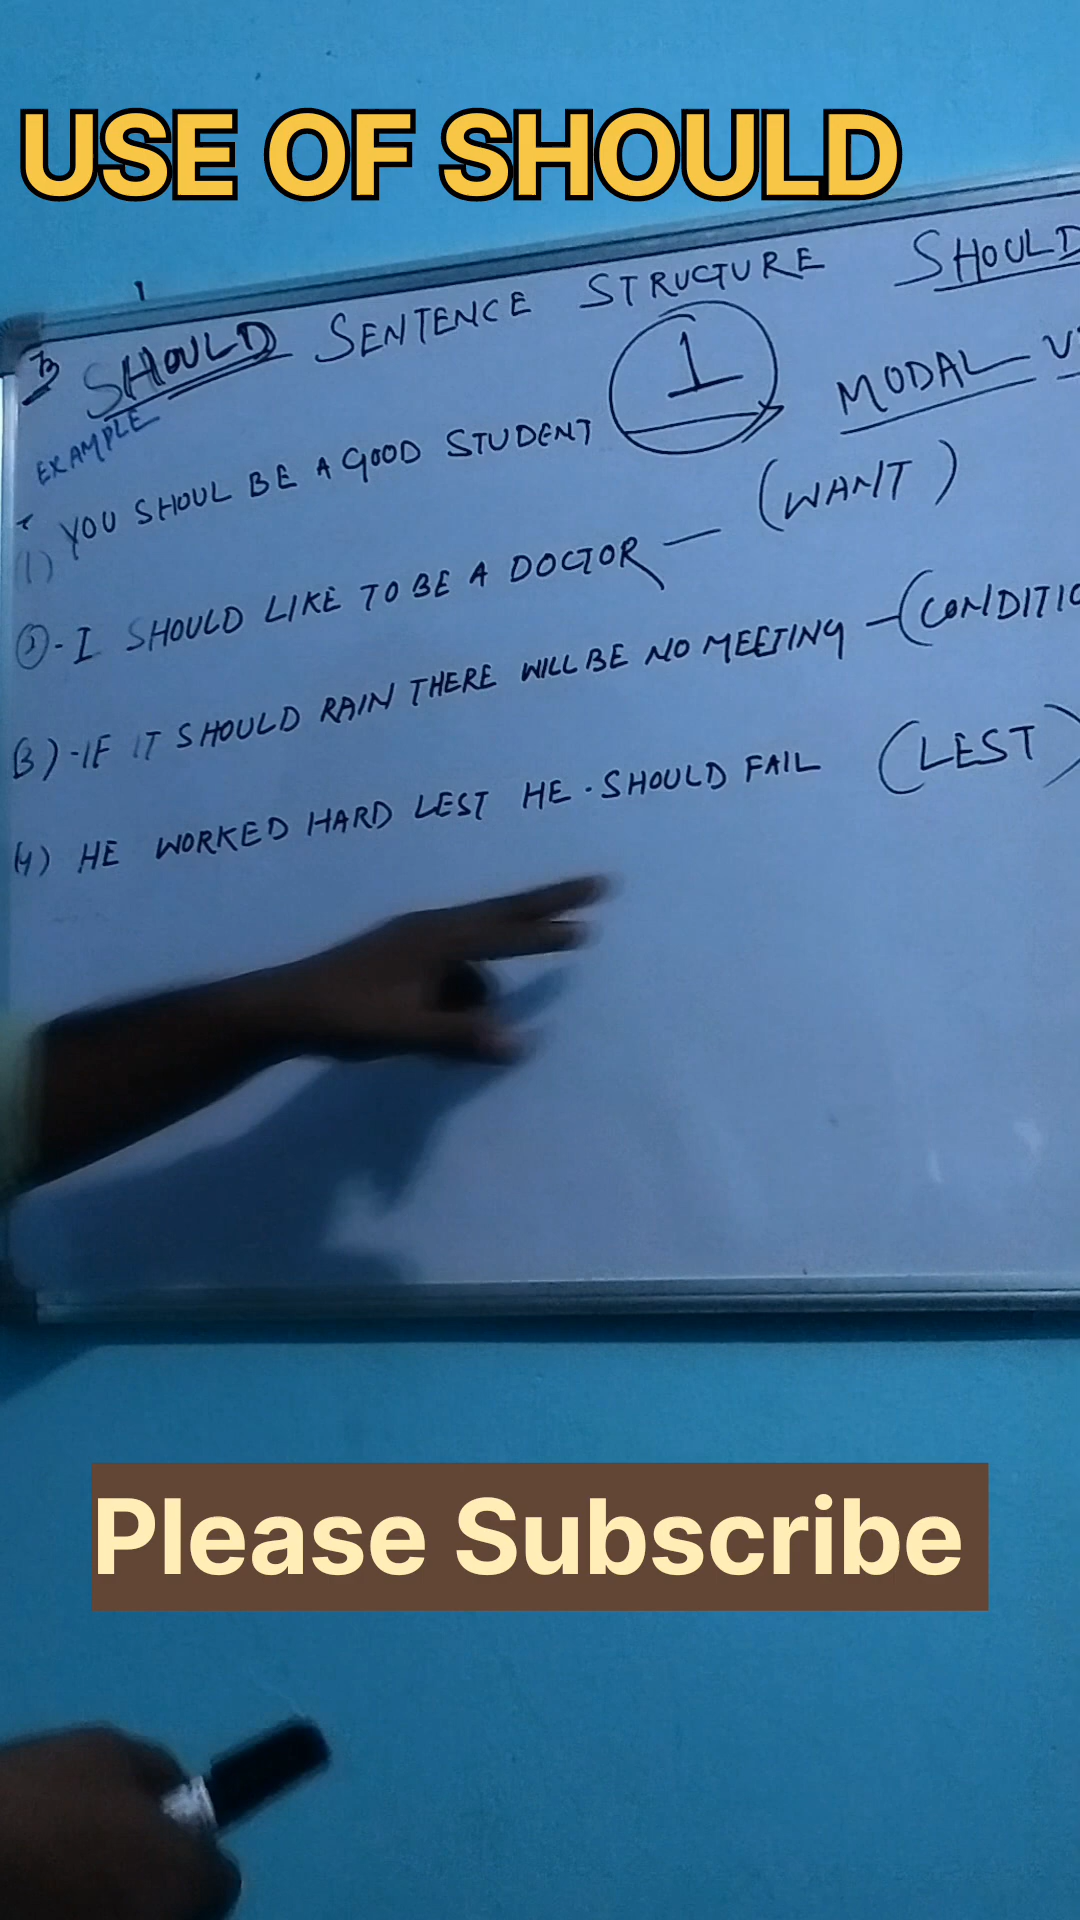 USE OF SHOULD
SHOULD SENTENCE STRUCTURE SHOULD
EXAMPLE MODAL
(1) YOU SHOUL BE A GOOD STUDENT 1
I SHOULD LIKE TO BE A DOCTOR — (WANT)
(3)-IF IT SHOULD RAIN THERE WILL BE NO MEETING —(CONDITIO
(4) HE WORKED HARD LEST HE SHOULD FAIL (LEST)
Please Subscribe